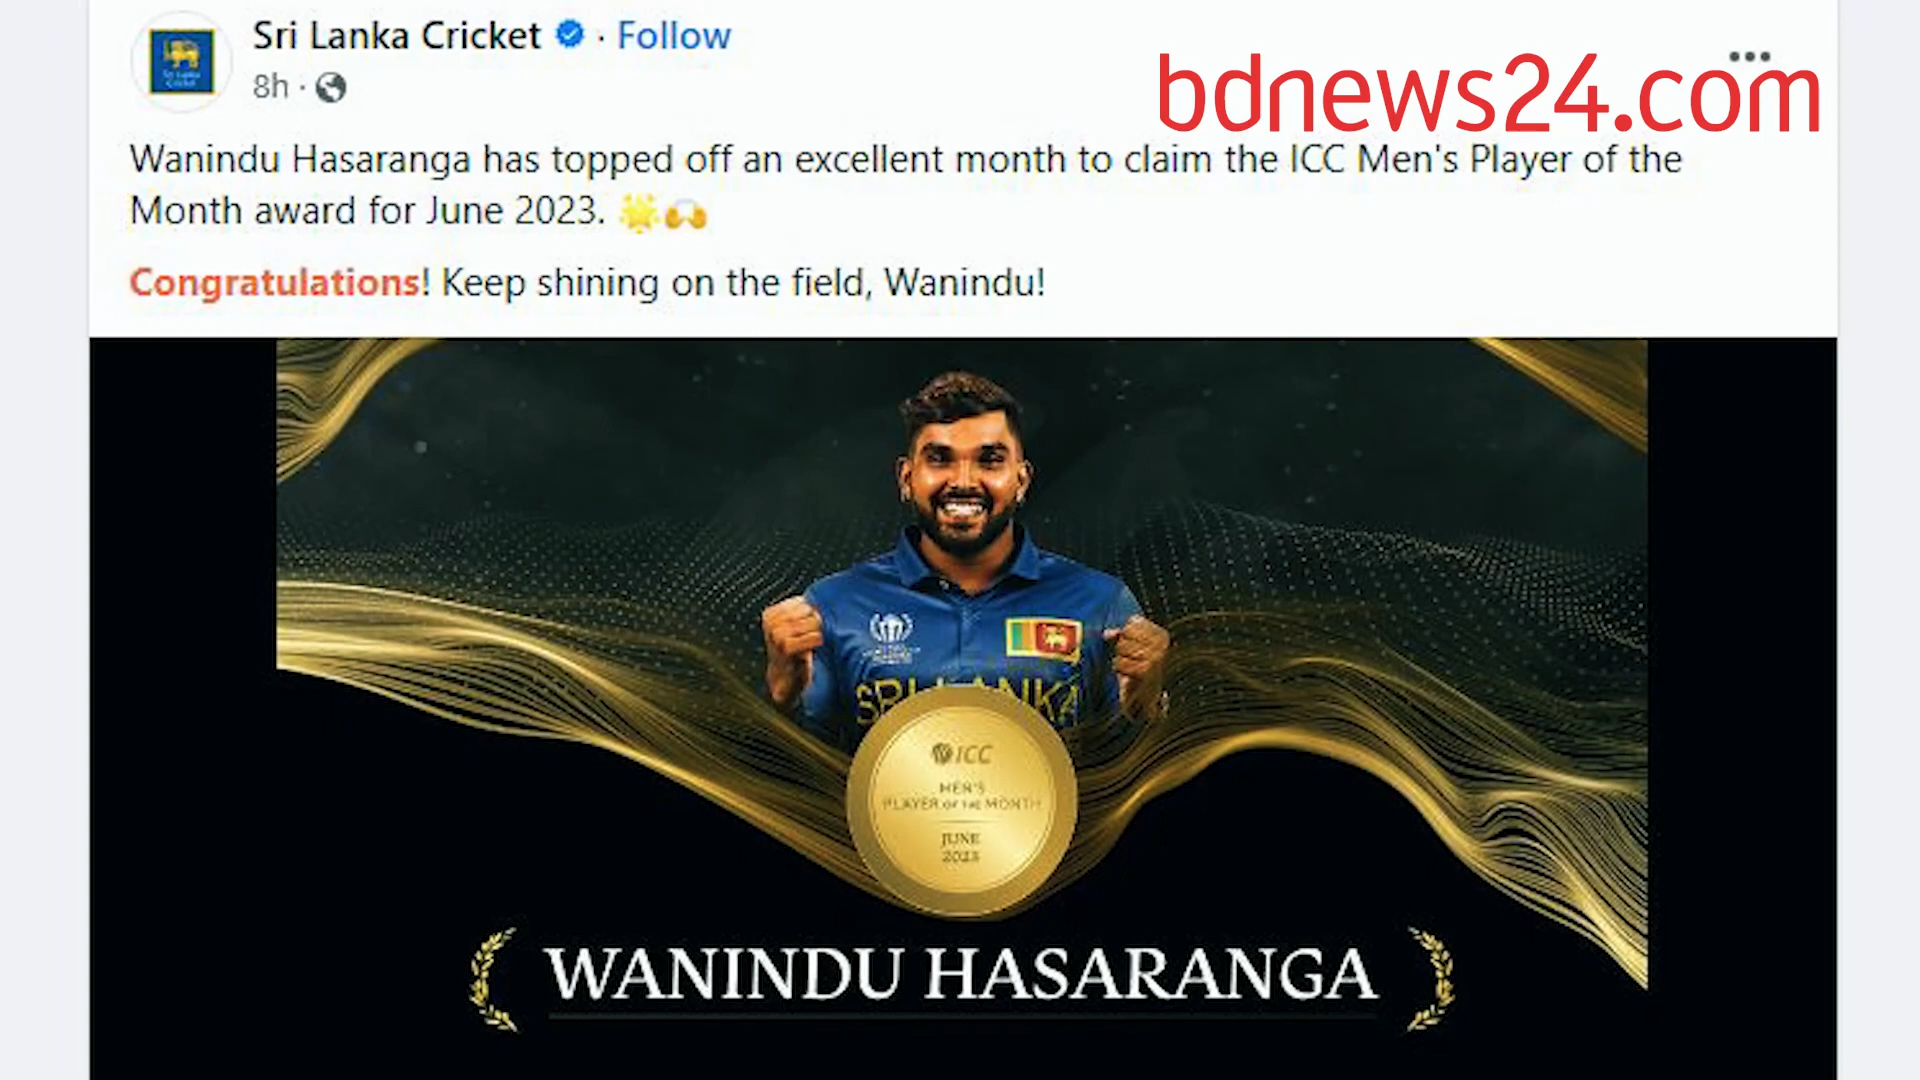 Sri Lanka Cricket · Follow
8h ·
bdnews24.com
Wanindu Hasaranga has topped off an excellent month to claim the ICC Men's Player of the
Month award for June 2023. 🌟🙌
Congratulations! Keep shining on the field, Wanindu!
SRI LANKA
ICC
MEN'S
PLAYER OF THE MONTH
JUNE
2023
WANINDU HASARANGA